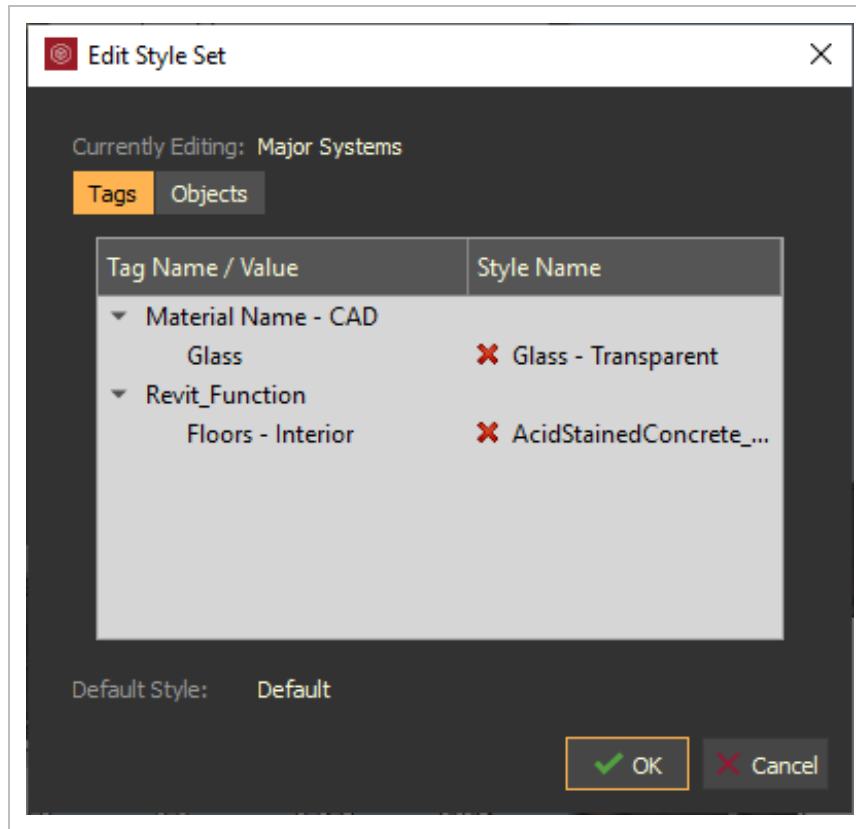 Edit Style Set
Currently Editing: Major Systems
Tags Objects
Tag Name / Value Style Name
Material Name - CAD
Glass Glass - Transparent
Revit_Function
Floors - Interior AcidStainedConcrete_...
Default Style: Default
OK Cancel